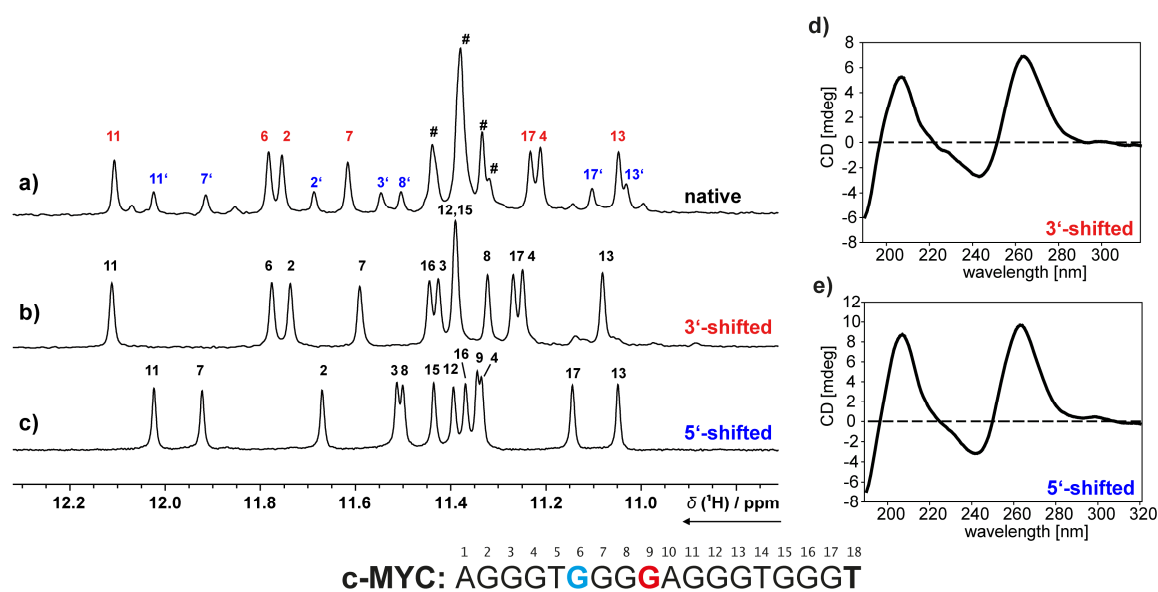 d)
8
6
4
2
0
-2
-4
-6
-8
CD [mdeg]
200 220 240 260 280 300
wavelength [nm]
3‘-shifted
a)
11 11‘ 7‘ 6 2 2‘ 7 3‘ 8‘ # # # # 17 4 17‘ 13 13‘
native
b)
11 6 2 7 16 3 12,15 8 17 4 13
3‘-shifted
c)
11 7 2 3 8 15 12 16 9 4 17 13
5‘-shifted
12.2 12.0 11.8 11.6 11.4 11.2 11.0
δ (¹H) / ppm
e)
12
10
8
6
4
2
0
-2
-4
-6
-8
CD [mdeg]
200 220 240 260 280 300 320
wavelength [nm]
5‘-shifted
1 2 3 4 5 6 7 8 9 10 11 12 13 14 15 16 17 18
c-MYC: AGGGTGGGGAGGGTGGGT